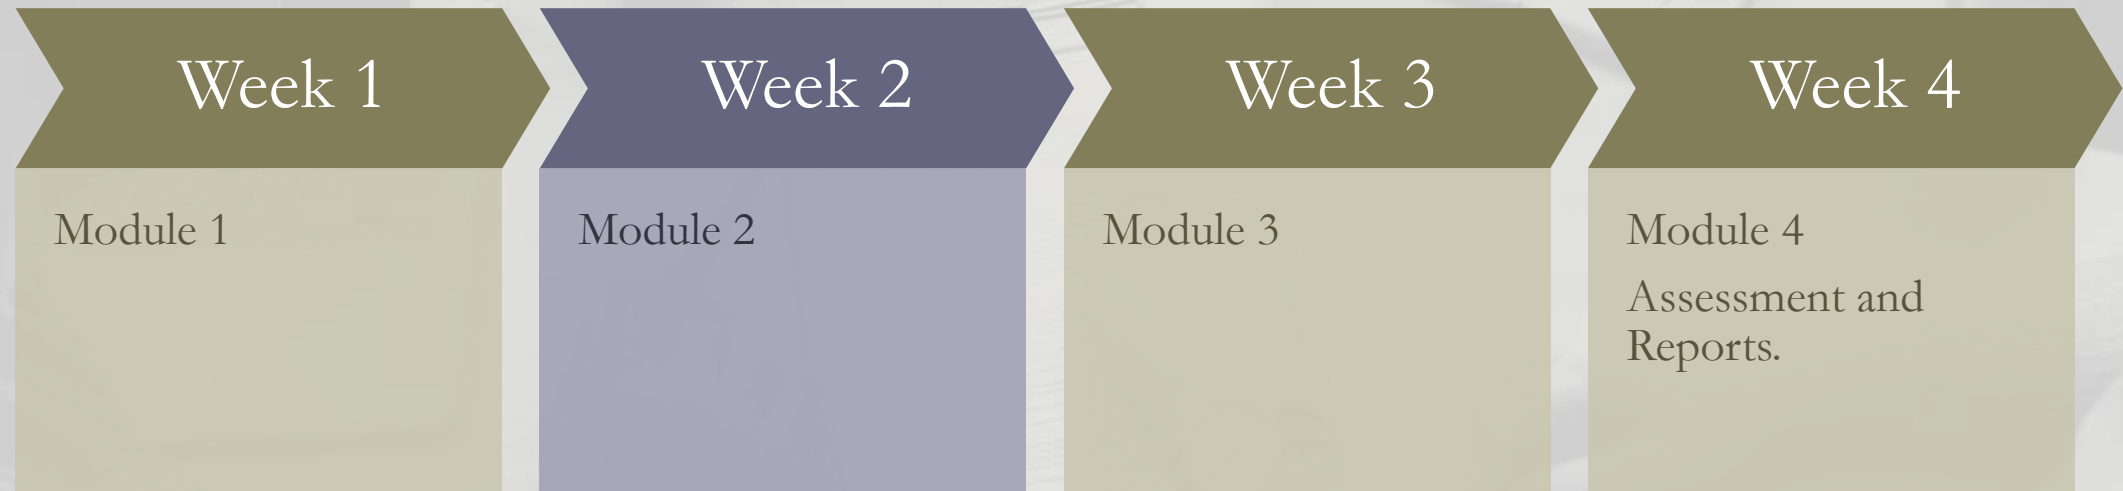 Week 1
Module 1
Week 2
Module 2
Week 3
Module 3
Week 4
Module 4
Assessment and
Reports.